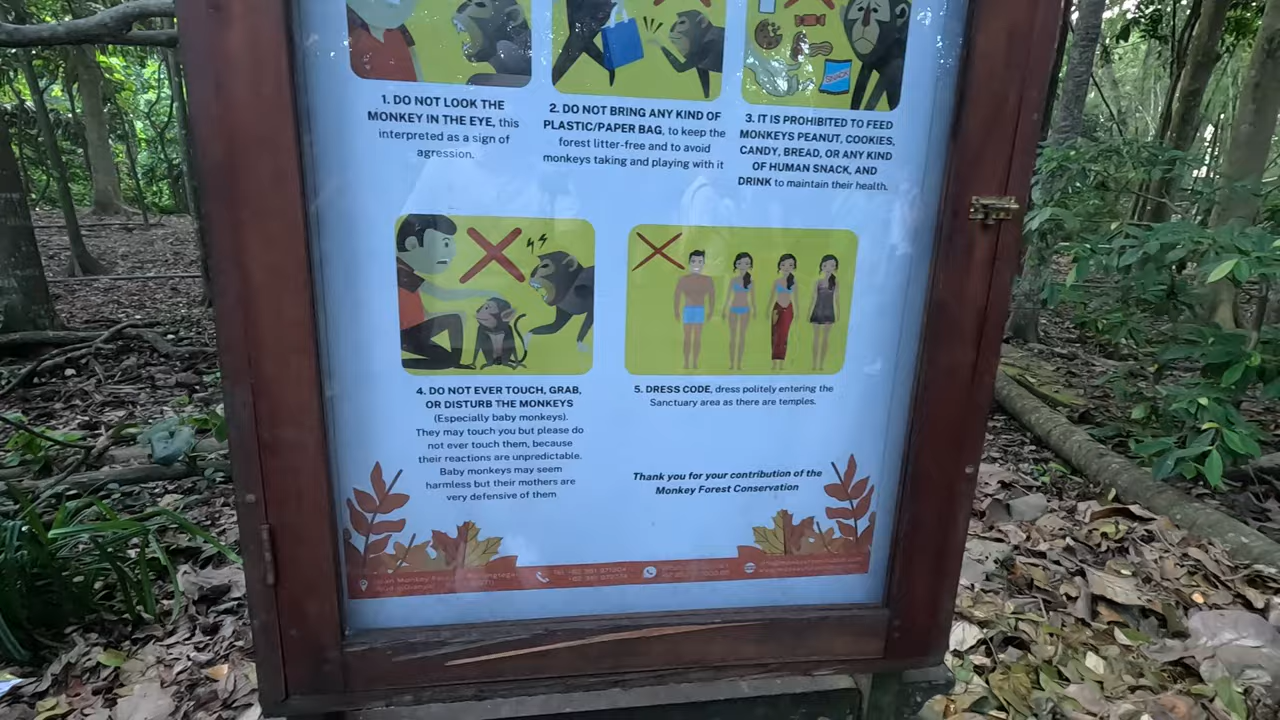 1. DO NOT LOOK THE
MONKEY IN THE EYE, this
interpreted as a sign of
agression.
2. DO NOT BRING ANY KIND OF
PLASTIC/PAPER BAG, to keep the
forest litter-free and to avoid
monkeys taking and playing with it
SNACK
3. IT IS PROHIBITED TO FEED
MONKEYS PEANUT, COOKIES,
CANDY, BREAD, OR ANY KIND
OF HUMAN SNACK, AND
DRINK to maintain their health.
4. DO NOT EVER TOUCH, GRAB,
OR DISTURB THE MONKEYS
(Especially baby monkeys).
They may touch you but please do
not ever touch them, because
their reactions are unpredictable.
Baby monkeys may seem
harmless but their mothers are
very defensive of them
5. DRESS CODE, dress politely entering the
Sanctuary area as there are temples.
Thank you for your contribution of the
Monkey Forest Conservation